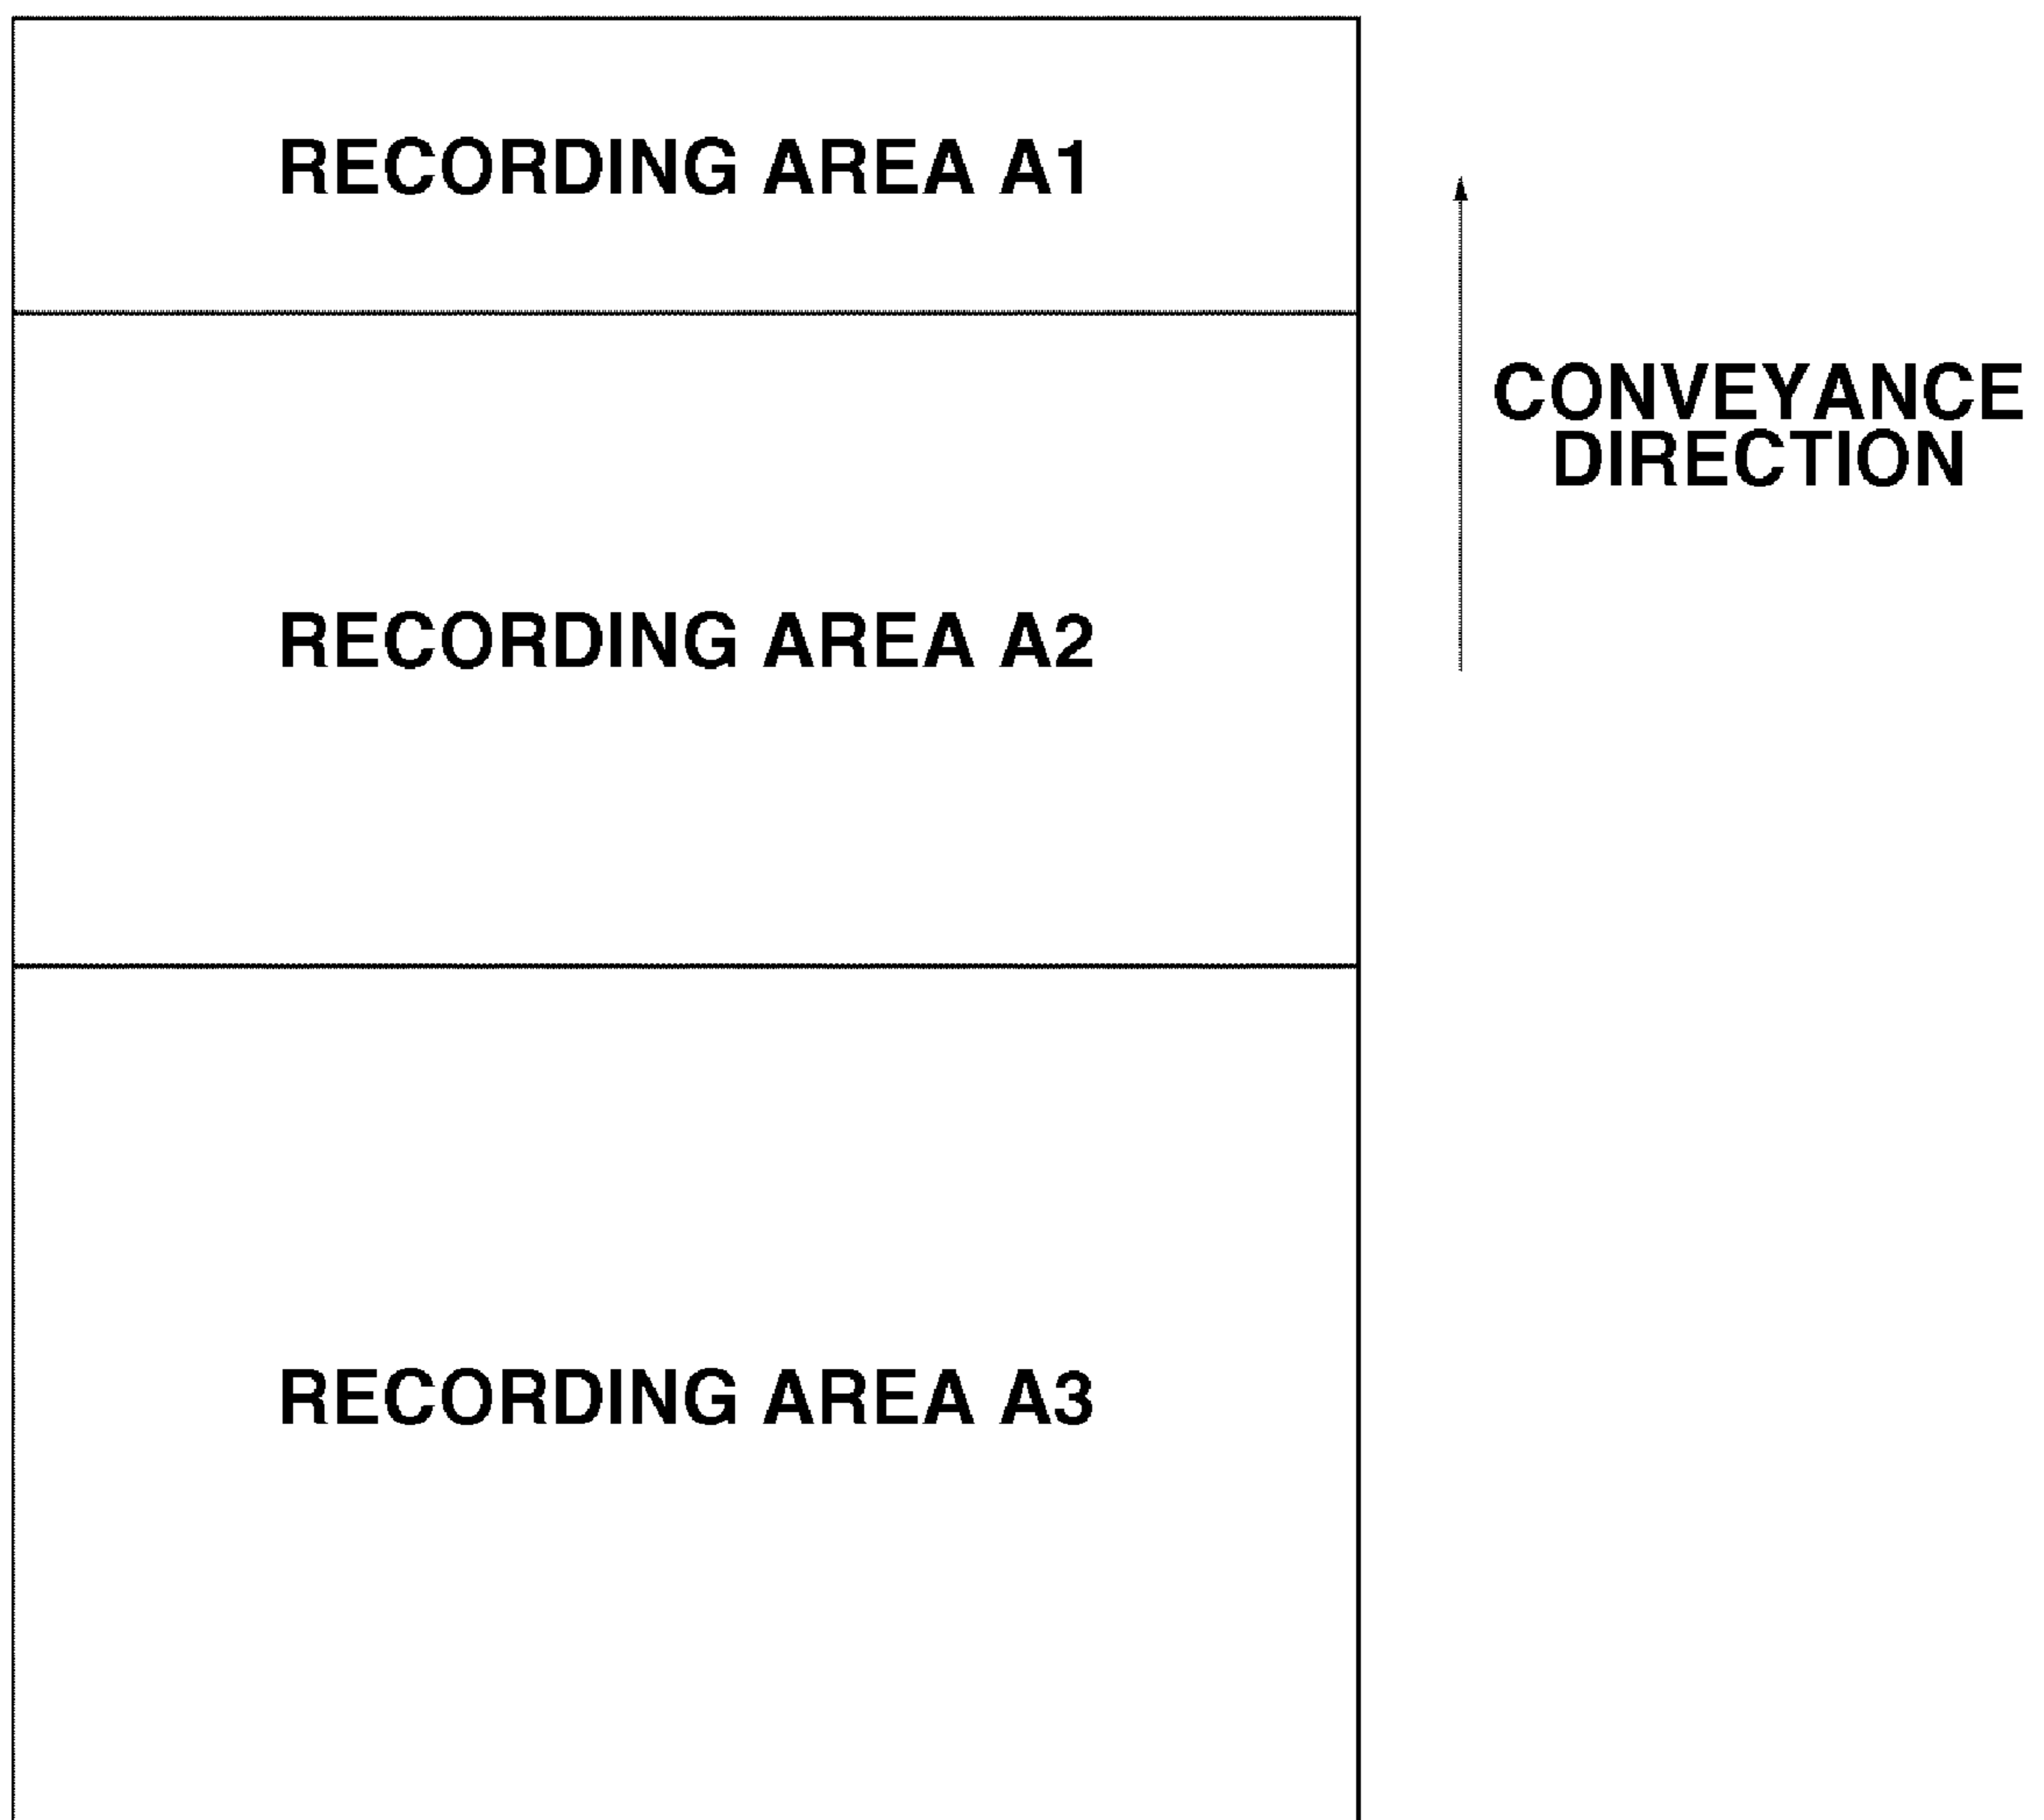 RECORDING AREA A1
CONVEYANCE
DIRECTION
RECORDING AREA A2
RECORDING AREA A3